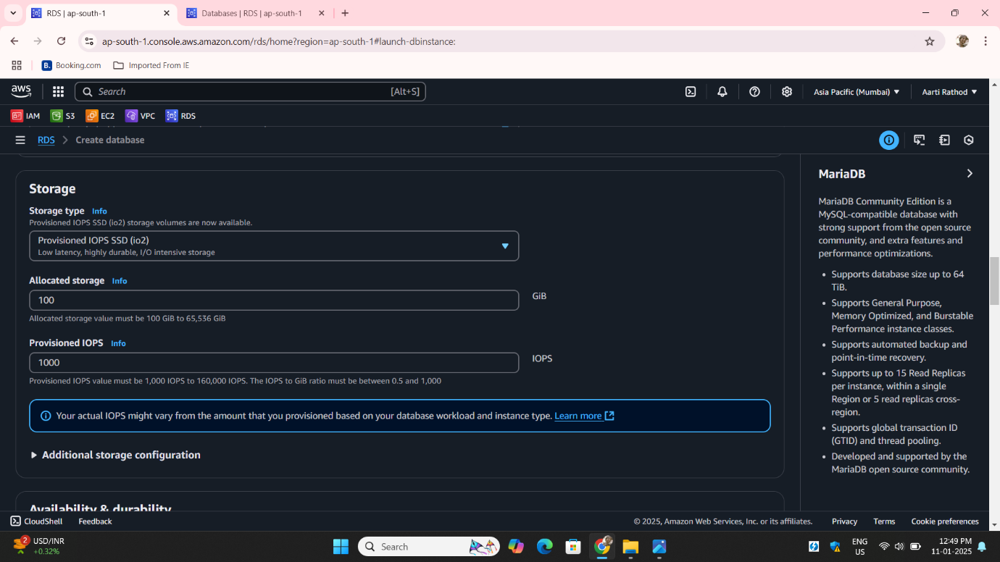 RDS | ap-south-1
Databases | RDS | ap-south-1
ap-south-1.console.aws.amazon.com/rds/home?region=ap-south-1#launch-dbinstance:
B. Booking.com
Imported From IE
aws
Search
[Alt+S]
Asia Pacific (Mumbai)
Aarti Rathod
IAM
S3
EC2
VPC
RDS
RDS
Create database
Storage
Storage type Info
Provisioned IOPS SSD (io2) storage volumes are now available.
Provisioned IOPS SSD (io2)
Low latency, highly durable, I/O intensive storage
Allocated storage Info
100
GiB
Allocated storage value must be 100 GiB to 65,536 GiB
Provisioned IOPS Info
1000
IOPS
Provisioned IOPS value must be 1,000 IOPS to 160,000 IOPS. The IOPS to GiB ratio must be between 0.5 and 1,000
Your actual IOPS might vary from the amount that you provisioned based on your database workload and instance type. Learn more
Additional storage configuration
Availability & durability
MariaDB
MariaDB Community Edition is a
MySQL-compatible database with
strong support from the open source
community, and extra features and
performance optimizations.
• Supports database size up to 64
TiB.
• Supports General Purpose,
Memory Optimized, and Burstable
Performance instance classes.
• Supports automated backup and
point-in-time recovery.
• Supports up to 15 Read Replicas
per instance, within a single
Region or 5 read replicas cross-
region.
• Supports global transaction ID
(GTID) and thread pooling.
• Developed and supported by the
MariaDB open source community.
CloudShell
Feedback
© 2025, Amazon Web Services, Inc. or its affiliates.
Privacy
Terms
Cookie preferences
2
USD/INR
+0.32%
Search
ENG
US
12:49 PM
11-01-2025